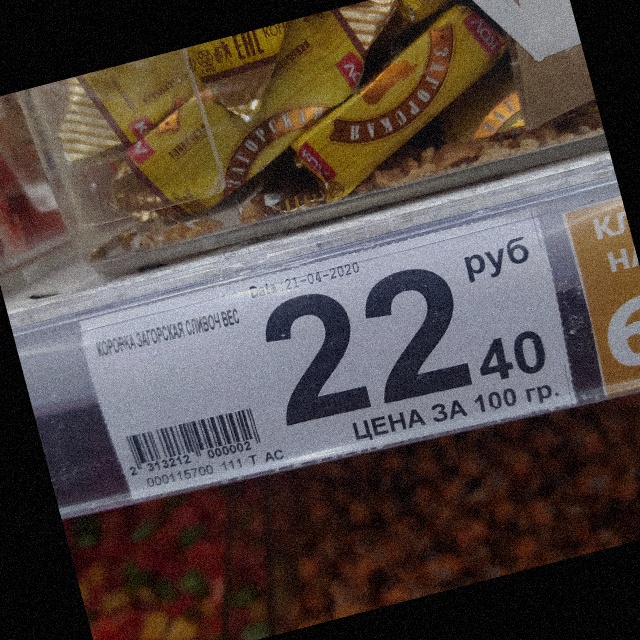 Date: 21-04-2020
руб
КОРОВКА ЗАГОРСКАЯ СЛИВОЧ ВЕС
22 40
ЦЕНА ЗА 100 гр.
2 313212 000002
000115700 111 Т АС